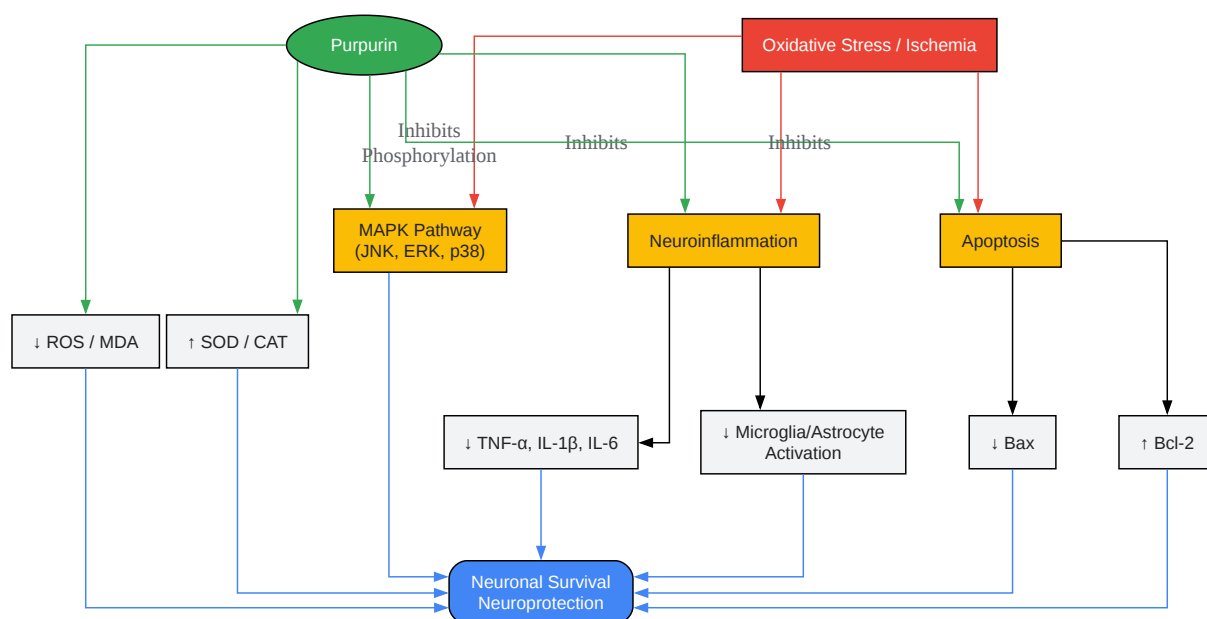 Purpurin
Oxidative Stress / Ischemia
Inhibits
Phosphorylation
Inhibits
Inhibits
MAPK Pathway
(JNK, ERK, p38)
Neuroinflammation
Apoptosis
↓ ROS / MDA
↑ SOD / CAT
↓ TNF-α, IL-1β, IL-6
↓ Microglia/Astrocyte
Activation
↓ Bax
↑ Bcl-2
Neuronal Survival
Neuroprotection